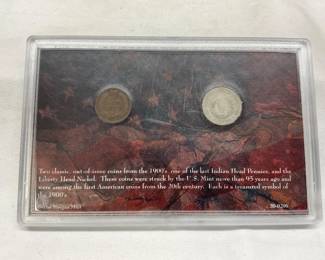 Two classic, out-of-issue coins from the 1900's, one of the last Indian Head Pennies, and the
Liberty Head Nickel. These coins were struck by the U.S. Mint more than 95 years ago and
were among the first American coins from the 20th century. Each is a treasured symbol of
the 1900's.